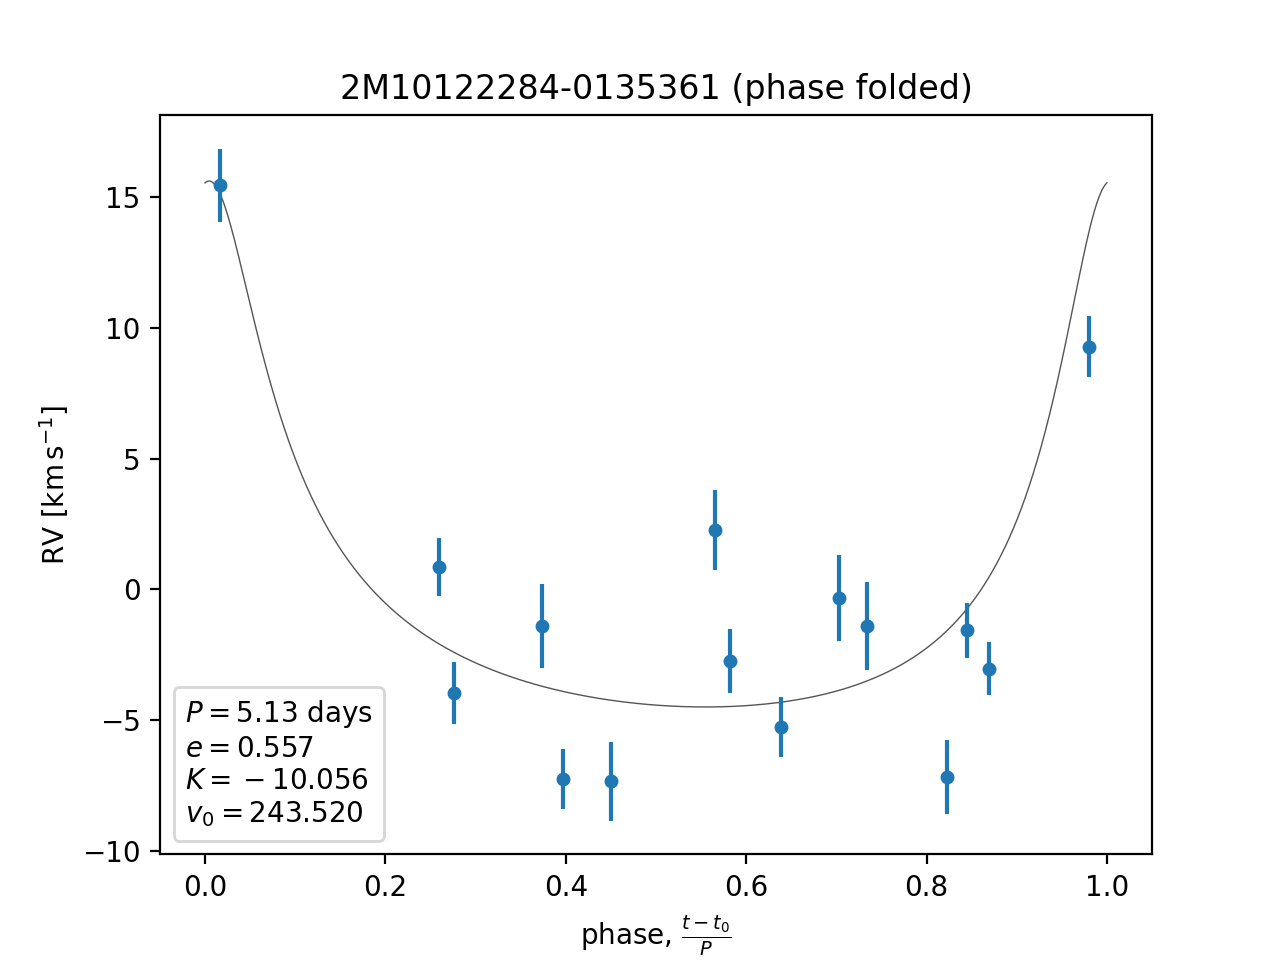 2M10122284-0135361 (phase folded)
RV [km s⁻¹]
15
10
5
0
−5
−10
P = 5.13 days
e = 0.557
K = −10.056
v₀ = 243.520
0.0 0.2 0.4 0.6 0.8 1.0
phase, (t − t₀)/P